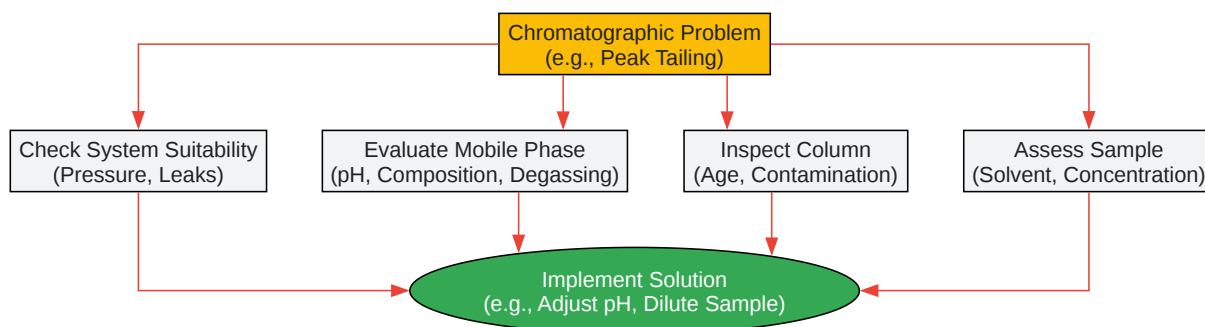 Chromatographic Problem
(e.g., Peak Tailing)
Check System Suitability
(Pressure, Leaks)
Evaluate Mobile Phase
(pH, Composition, Degassing)
Inspect Column
(Age, Contamination)
Assess Sample
(Solvent, Concentration)
Implement Solution
(e.g., Adjust pH, Dilute Sample)